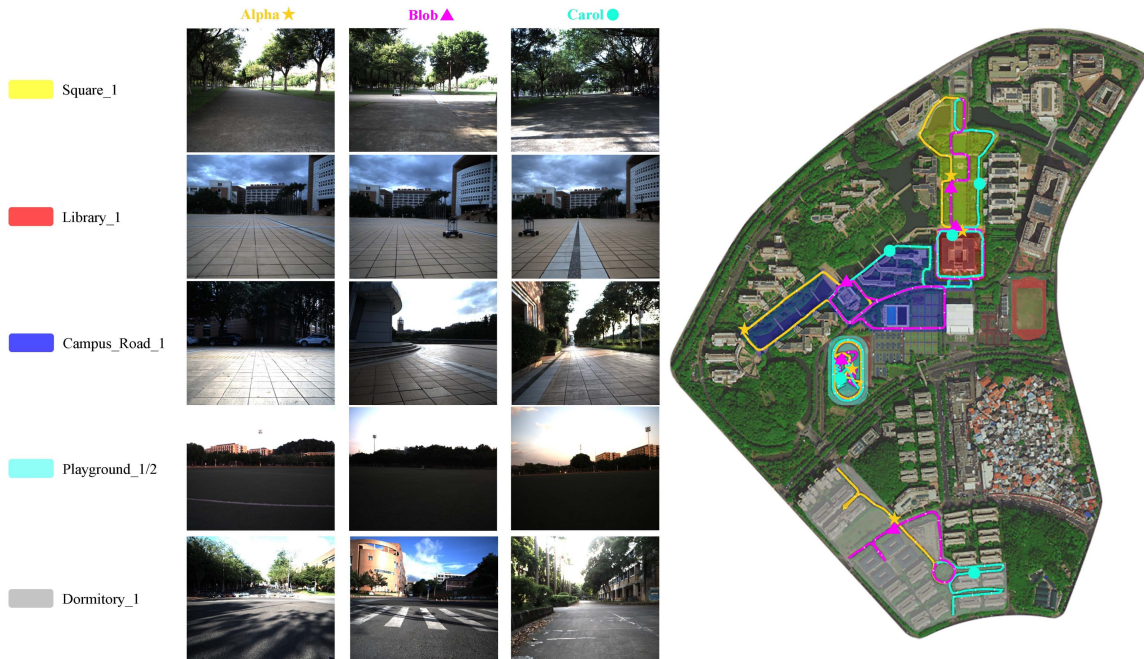 Alpha Blob Carol
Square_1
Library_1
Campus_Road_1
Playground_1/2
Dormitory_1